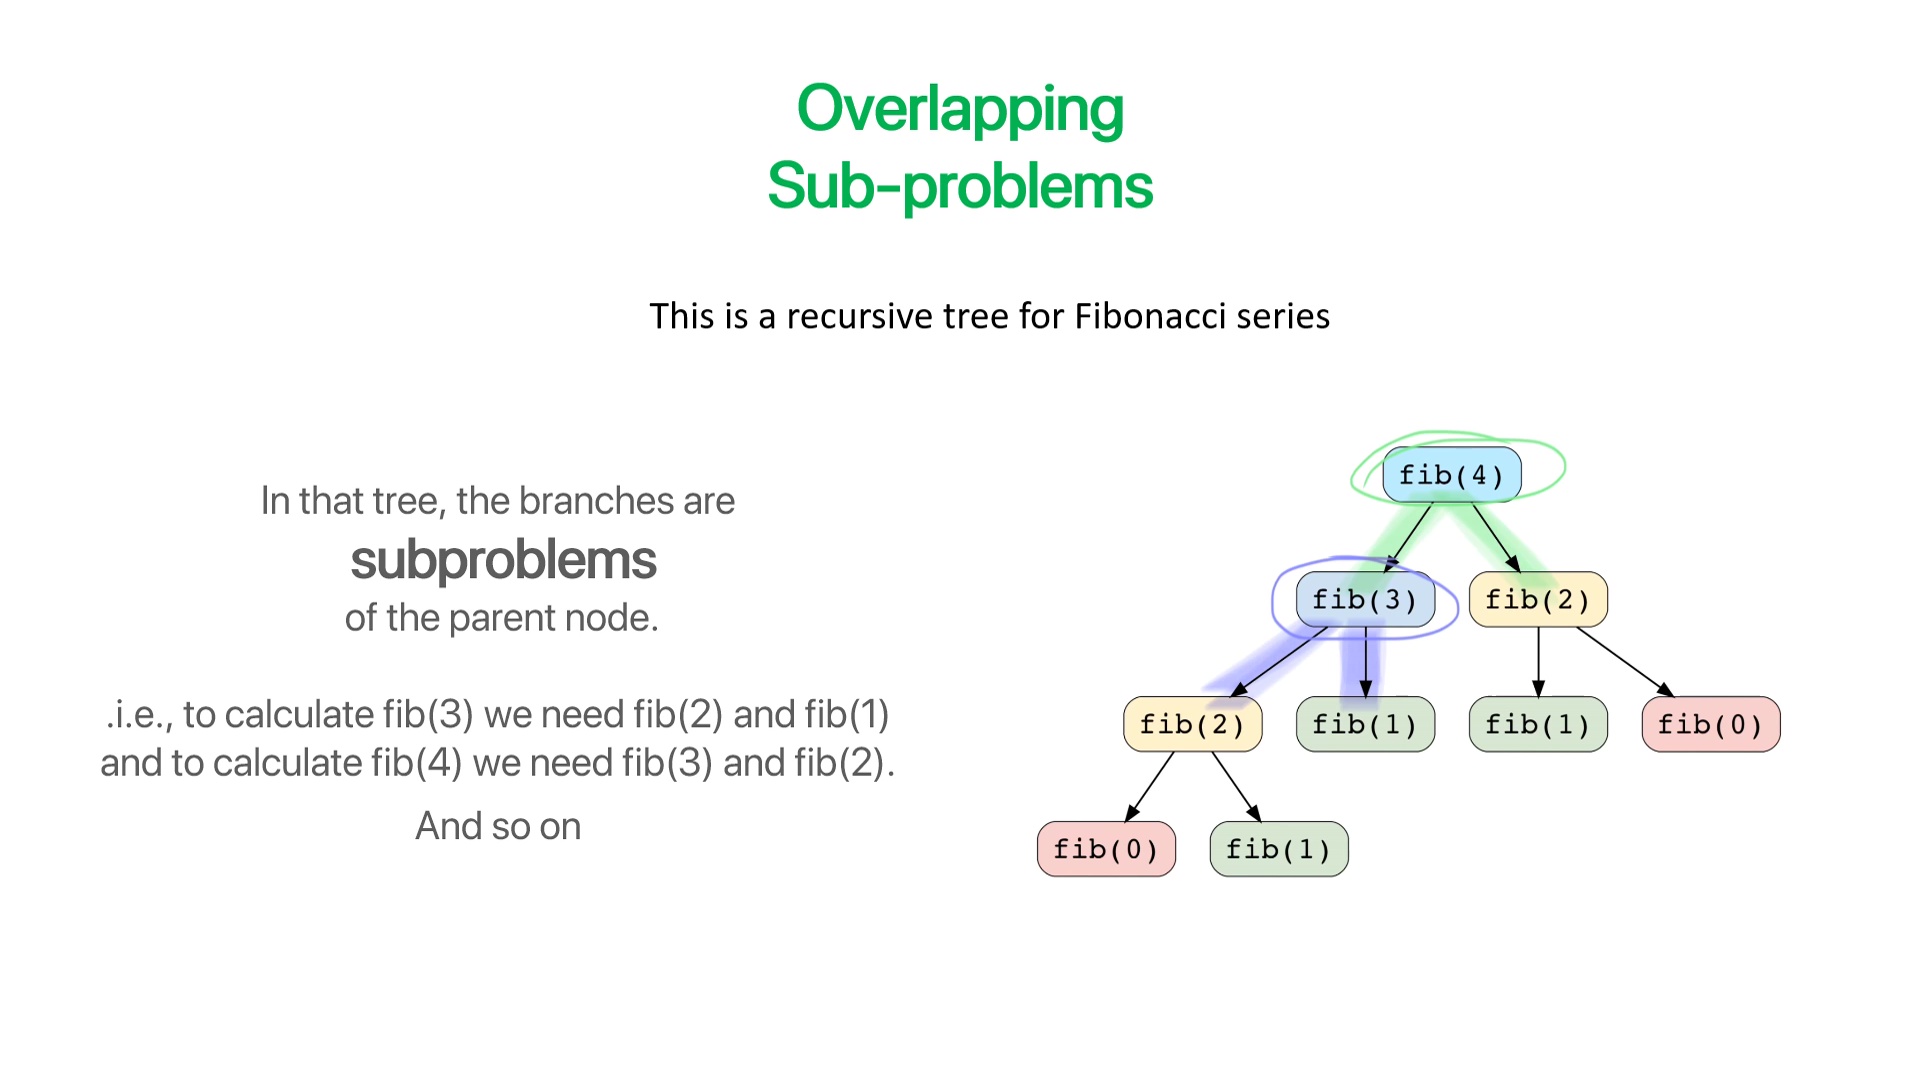 Overlapping
Sub-problems
This is a recursive tree for Fibonacci series
In that tree, the branches are
subproblems
of the parent node.
.i.e., to calculate fib(3) we need fib(2) and fib(1)
and to calculate fib(4) we need fib(3) and fib(2).
And so on
fib(4)
fib(3) fib(2)
fib(2) fib(1) fib(1) fib(0)
fib(0) fib(1)